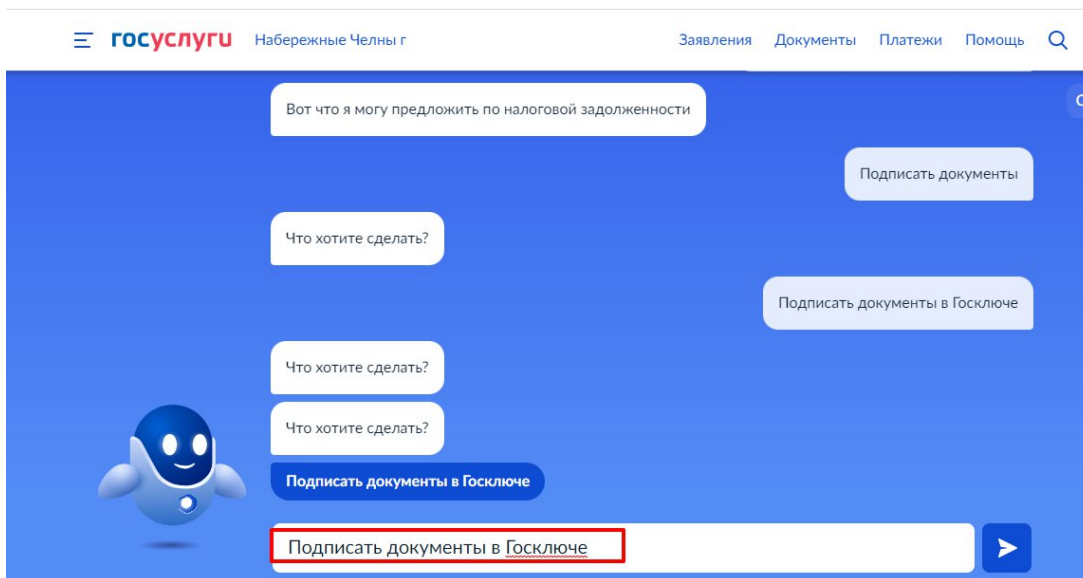 госуслуги Набережные Челны г Заявления Документы Платежи Помощь
Вот что я могу предложить по налоговой задолженности
Подписать документы
Что хотите сделать?
Подписать документы в Госключе
Что хотите сделать?
Что хотите сделать?
Подписать документы в Госключе
Подписать документы в Госключе